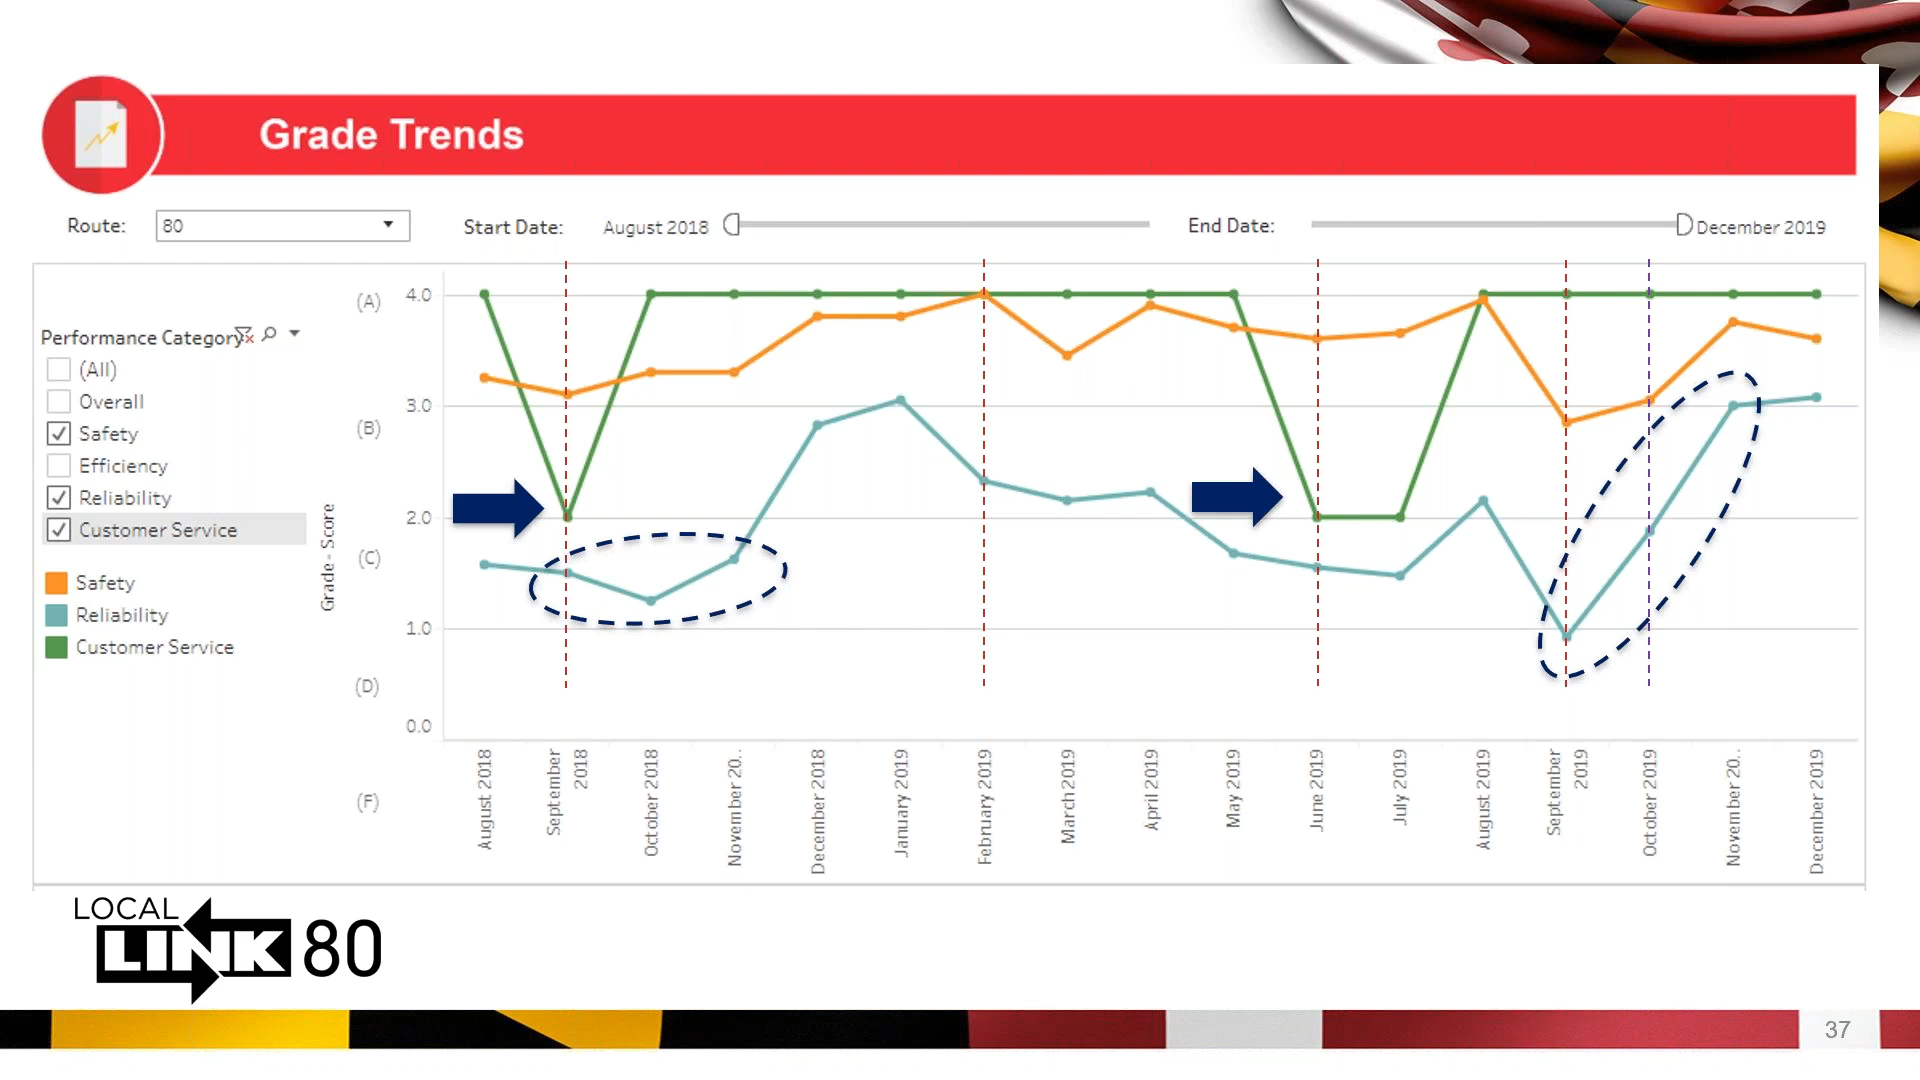 Grade Trends
Route:
80
Start Date:
August 2018
End Date:
December 2019
Performance Category
(All)
Overall
Safety
Efficiency
Reliability
Customer Service
Safety
Reliability
Customer Service
Grade - Score
(A)
(B)
(C)
(D)
(F)
4.0
3.0
2.0
1.0
0.0
August 2018
September
2018
October 2018
November 20..
December 2018
January 2019
February 2019
March 2019
April 2019
May 2019
June 2019
July 2019
August 2019
September
2019
October 2019
November 20..
December 2019
LOCAL
LINK 80
37